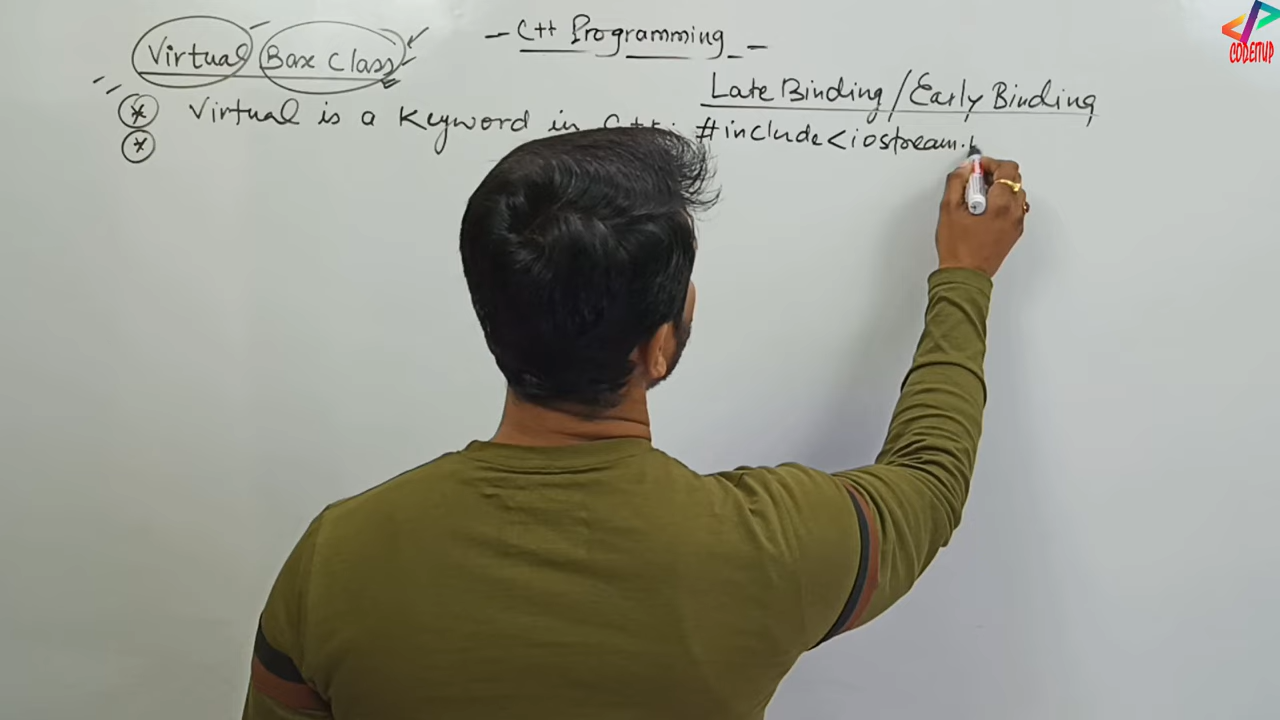 - C++ Programming -
Virtual Base Class
* Virtual is a keyword in C++.
*
Late Binding / Early Binding
#include<iostream.
CODEITUP